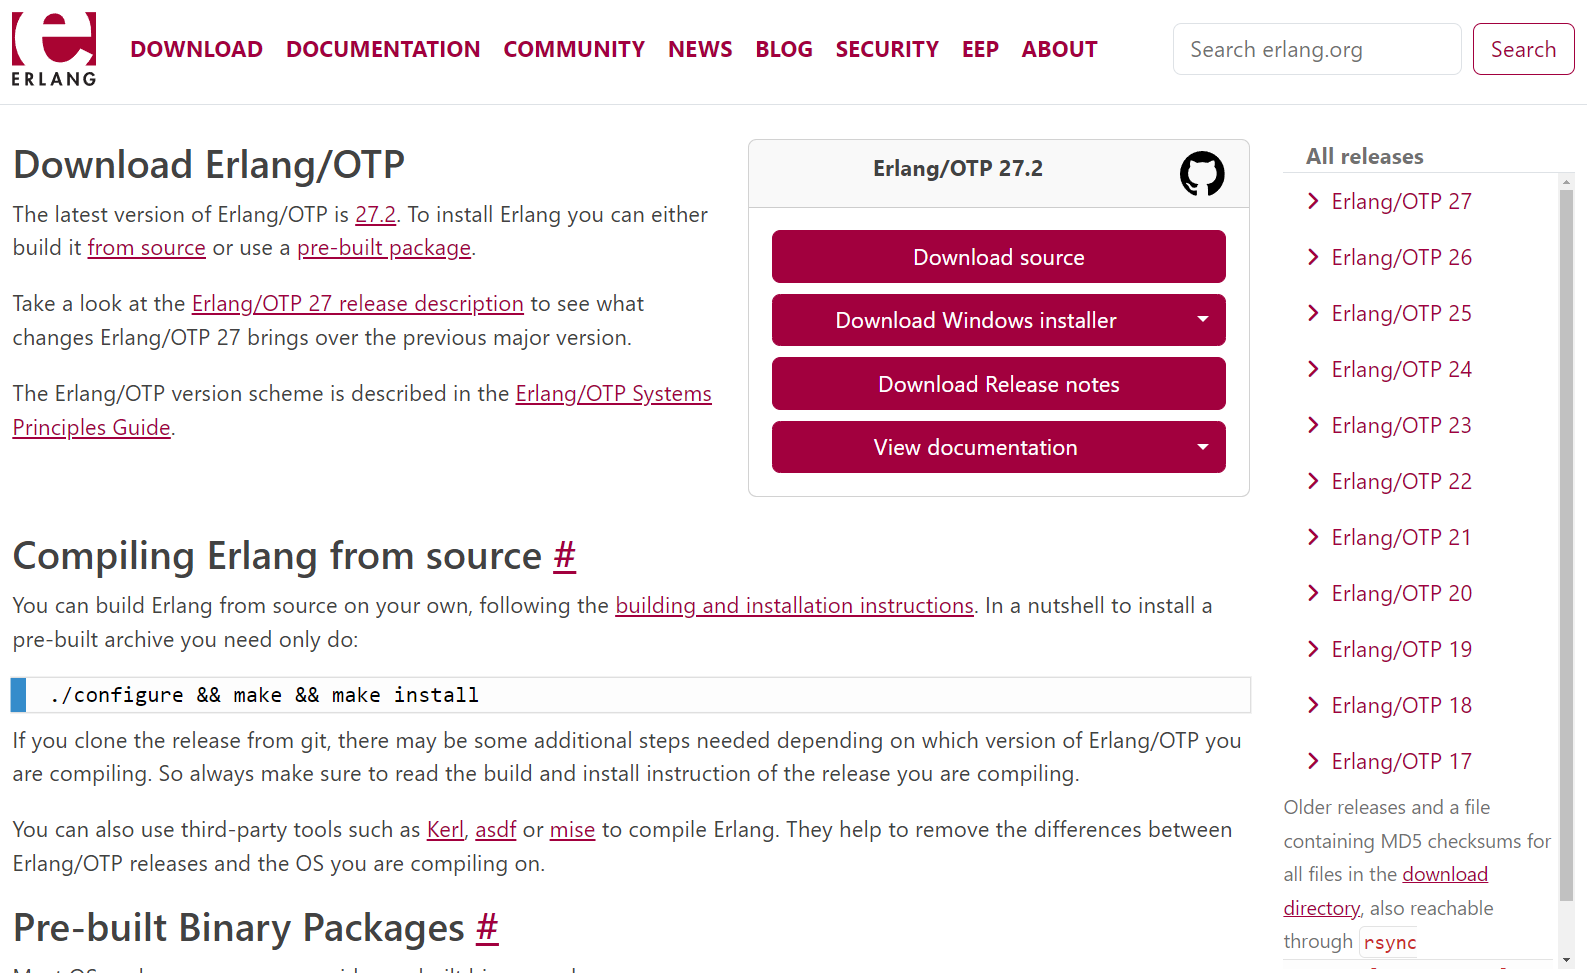 ERLANG
DOWNLOAD DOCUMENTATION COMMUNITY NEWS BLOG SECURITY EEP ABOUT
Search erlang.org
Search
Download Erlang/OTP
The latest version of Erlang/OTP is 27.2. To install Erlang you can either
build it from source or use a pre-built package.
Take a look at the Erlang/OTP 27 release description to see what
changes Erlang/OTP 27 brings over the previous major version.
The Erlang/OTP version scheme is described in the Erlang/OTP Systems
Principles Guide.
Erlang/OTP 27.2
Download source
Download Windows installer
Download Release notes
View documentation
Compiling Erlang from source #
You can build Erlang from source on your own, following the building and installation instructions. In a nutshell to install a
pre-built archive you need only do:
./configure && make && make install
If you clone the release from git, there may be some additional steps needed depending on which version of Erlang/OTP you
are compiling. So always make sure to read the build and install instruction of the release you are compiling.
You can also use third-party tools such as Kerl, asdf or mise to compile Erlang. They help to remove the differences between
Erlang/OTP releases and the OS you are compiling on.
Pre-built Binary Packages #
All releases
Erlang/OTP 27
Erlang/OTP 26
Erlang/OTP 25
Erlang/OTP 24
Erlang/OTP 23
Erlang/OTP 22
Erlang/OTP 21
Erlang/OTP 20
Erlang/OTP 19
Erlang/OTP 18
Erlang/OTP 17
Older releases and a file
containing MD5 checksums for
all files in the download
directory, also reachable
through rsync